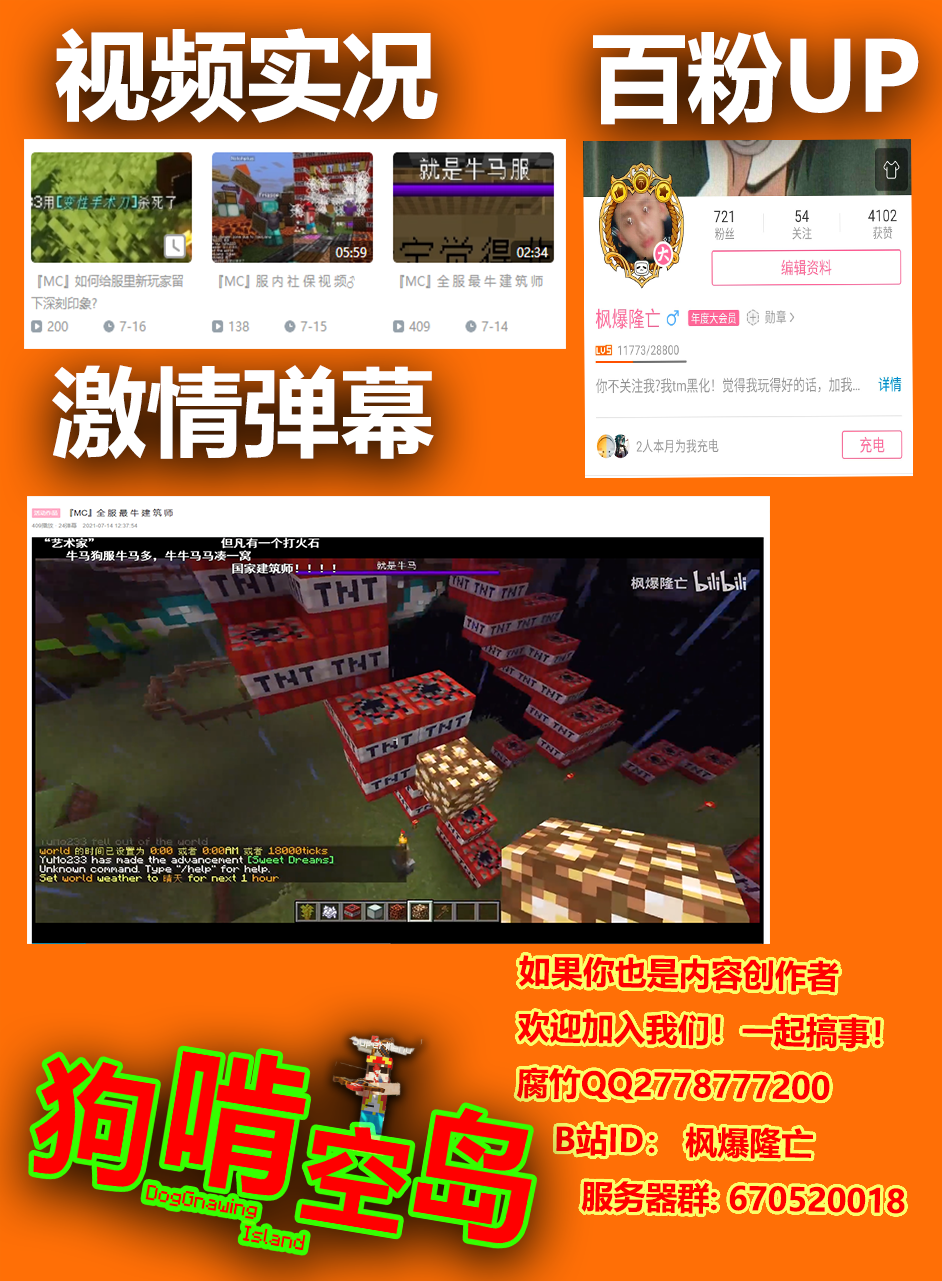 视频实况
百粉UP
3用[变性手术刀]杀死了
05:59
就是牛马服
02:34
『MC』如何给服里新玩家留
下深刻印象?
200 7-16
『MC』服内社保视频♂
138 7-15
『MC』全服最牛建筑师
409 7-14
721 54 4102
粉丝 关注 获赞
编辑资料
大
枫爆隆亡 ♂ 年度大会员 勋章 >
LV5 11773/28800
你不关注我?我tm黑化！觉得我玩得好的话，加我... 详情
2人本月为我充电 充电
激情弹幕
『MC』全服最牛建筑师
2021-07-14 12:37:54
“艺术家” 但凡有一个打火石
牛马狗服牛马多，牛牛马马凑一窝
国家建筑师！！！！ 就是牛马
枫爆隆亡 bilibili
TNT TNT
TNT TNT
TNT TNT
TNT
YuMo233 fell out of the world
world 的时间已设置为 0:00 或者 0:00AM 或者 18000ticks
YuMo233 has made the advancement [Sweet Dreams]
Unknown command. Type "/help" for help.
Set world weather to 晴天 for next 1 hour
如果你也是内容创作者
欢迎加入我们！一起搞事！
腐竹QQ2778777200
B站ID： 枫爆隆亡
服务器群: 670520018
狗啃空岛
DogGnawing
Island